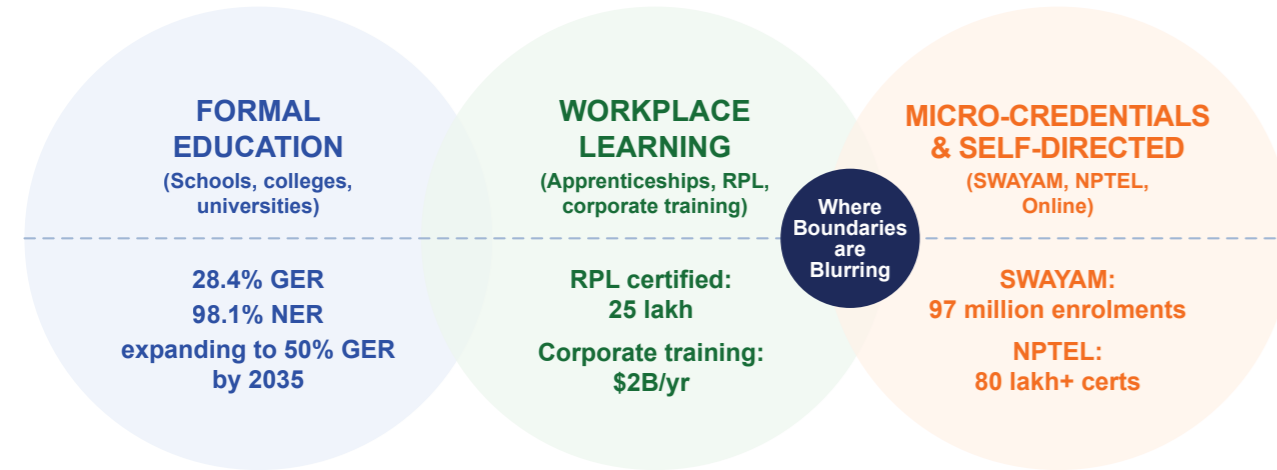 FORMAL
EDUCATION
(Schools, colleges,
universities)
28.4% GER
98.1% NER
expanding to 50% GER
by 2035
WORKPLACE
LEARNING
(Apprenticeships, RPL,
corporate training)
RPL certified:
25 lakh
Corporate training:
$2B/yr
Where
Boundaries
are
Blurring
MICRO-CREDENTIALS
& SELF-DIRECTED
(SWAYAM, NPTEL,
Online)
SWAYAM:
97 million enrolments
NPTEL:
80 lakh+ certs